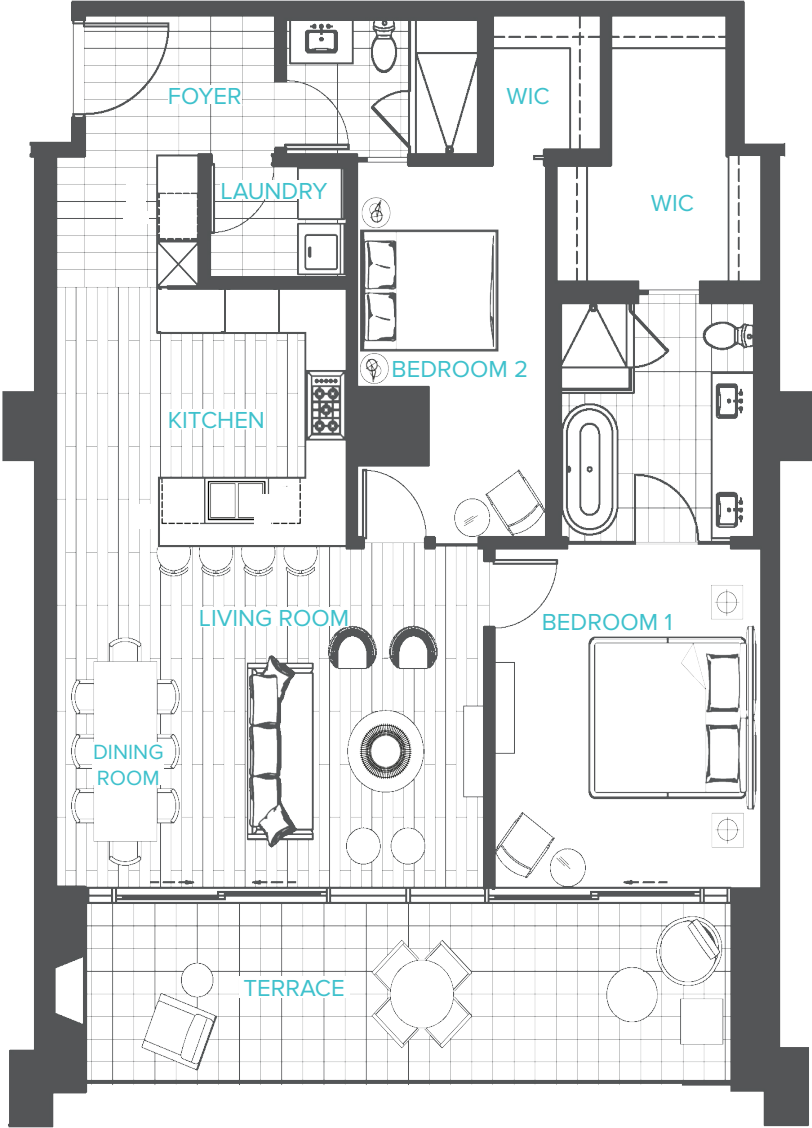 FOYER
WIC
LAUNDRY
WIC
BEDROOM 2
KITCHEN
LIVING ROOM
BEDROOM 1
DINING
ROOM
TERRACE